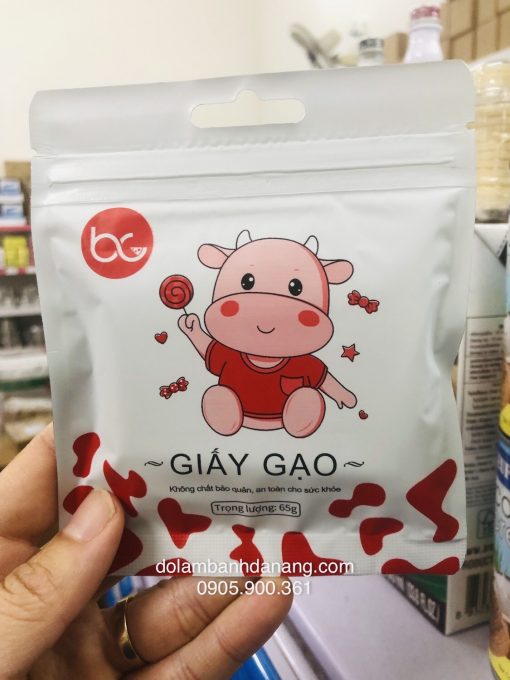 bG
~ GIẤY GẠO ~
Không chất bảo quản, an toàn cho sức khỏe
Trọng lượng: 65g
dolambanhdanang.com
0905.900.361